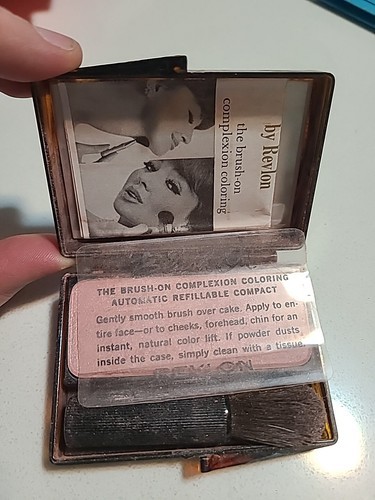 by Revlon
the brush-on
complexion coloring
THE BRUSH-ON COMPLEXION COLORING
AUTOMATIC REFILLABLE COMPACT
Gently smooth brush over cake. Apply to en-
tire face—or to cheeks, forehead, chin for an
instant, natural color lift. If powder dusts
inside the case, simply clean with a tissue.
REVLON